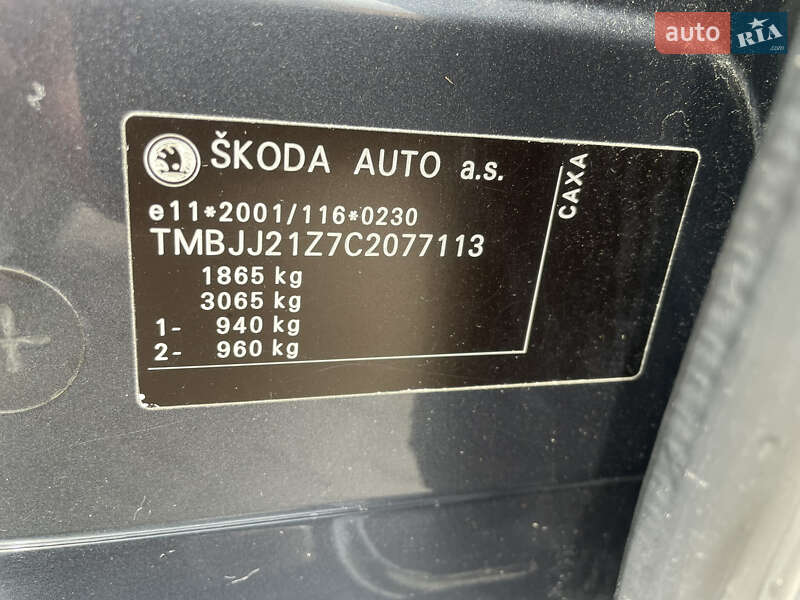 auto RIA .com
ŠKODA AUTO a.s.
e11*2001/116*0230
TMBJJ21Z7C2077113
1865 kg
3065 kg
1- 940 kg
2- 960 kg
CAXA